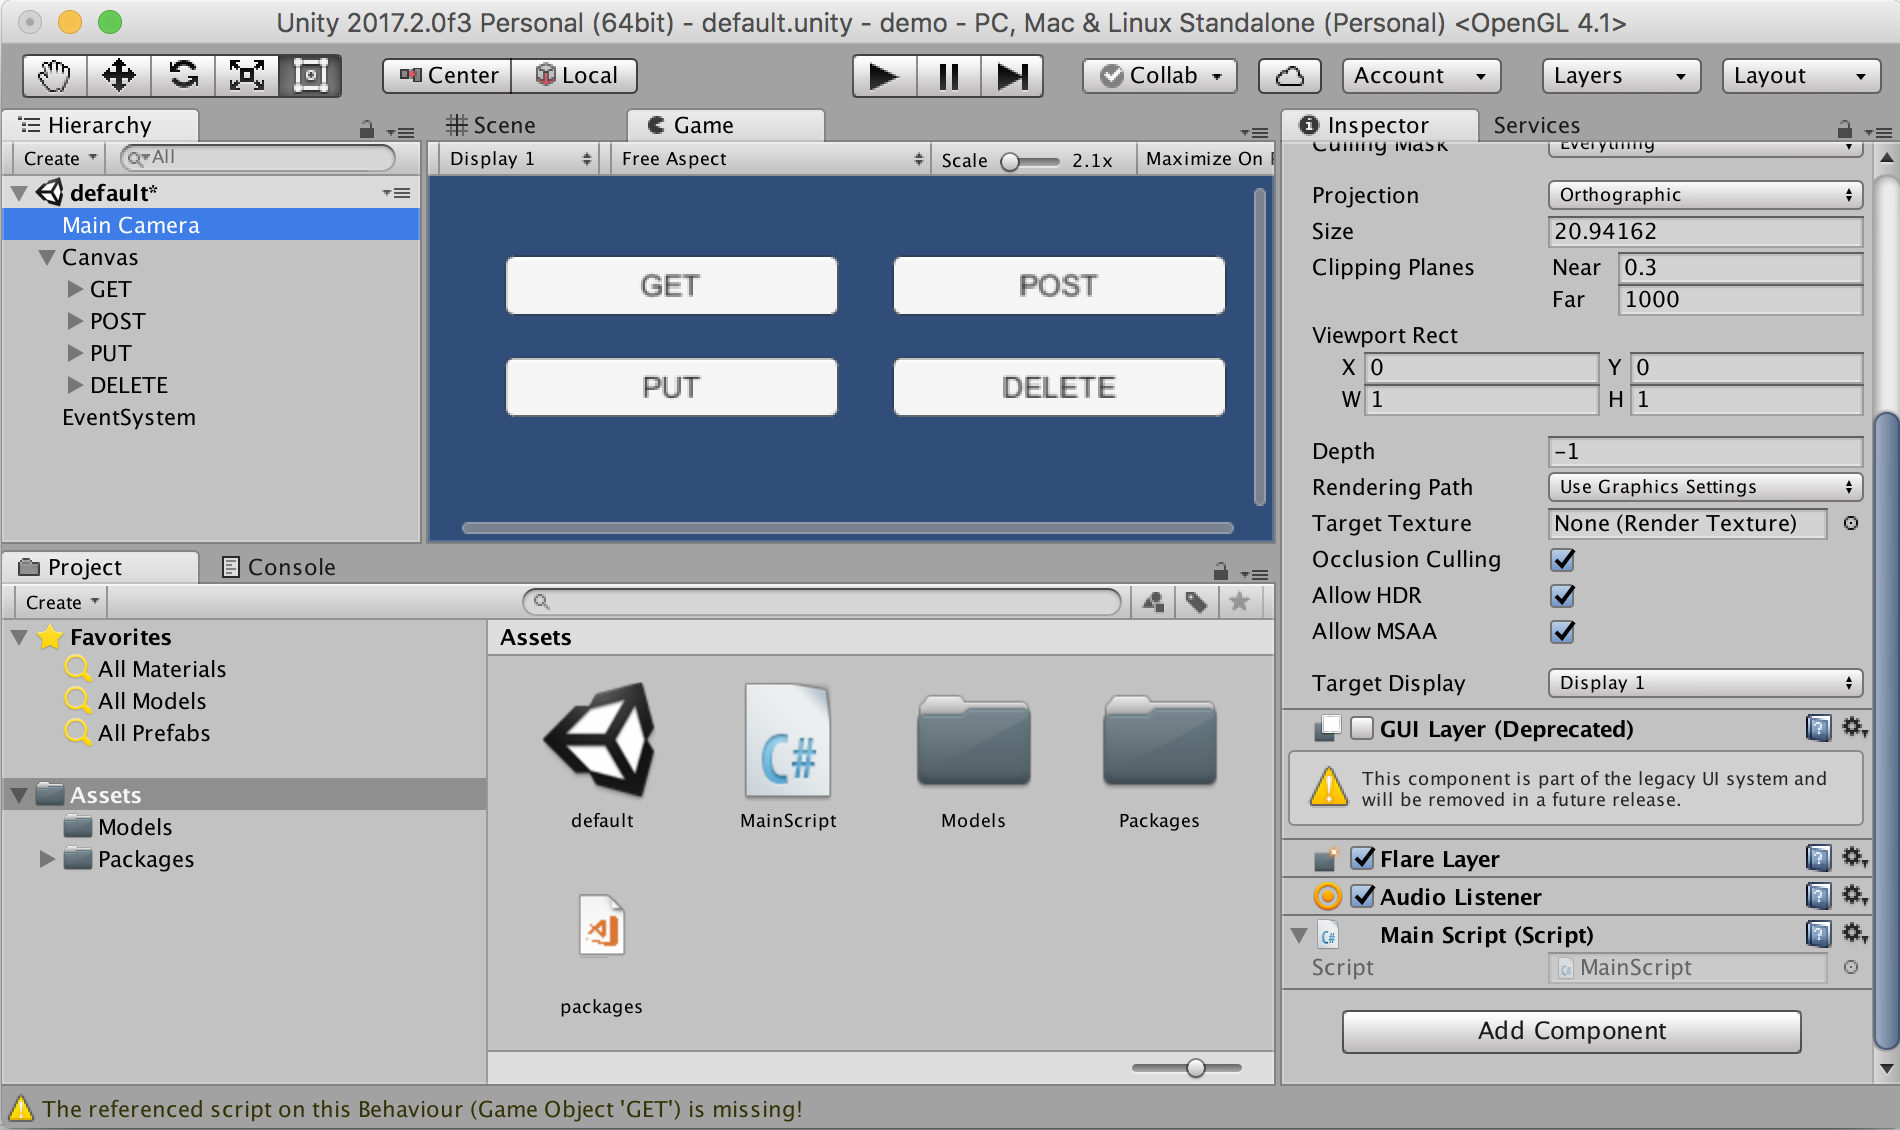 Unity 2017.2.0f3 Personal (64bit) - default.unity - demo - PC, Mac & Linux Standalone (Personal) <OpenGL 4.1>
Center Local Collab Account Layers Layout
Hierarchy
Create All
default*
Main Camera
Canvas
GET
POST
PUT
DELETE
EventSystem
Scene Game
Display 1 Free Aspect Scale 2.1x Maximize On
GET POST
PUT DELETE
Project Console
Create
Favorites
All Materials
All Models
All Prefabs
Assets
Models
Packages
Assets
default MainScript Models Packages
C#
packages
Inspector Services
Culling Mask Everything
Projection Orthographic
Size 20.94162
Clipping Planes Near 0.3
Far 1000
Viewport Rect
X 0 Y 0
W 1 H 1
Depth -1
Rendering Path Use Graphics Settings
Target Texture None (Render Texture)
Occlusion Culling
Allow HDR
Allow MSAA
Target Display Display 1
GUI Layer (Deprecated)
This component is part of the legacy UI system and
will be removed in a future release.
Flare Layer
Audio Listener
C# Main Script (Script)
Script MainScript
Add Component
The referenced script on this Behaviour (Game Object 'GET') is missing!